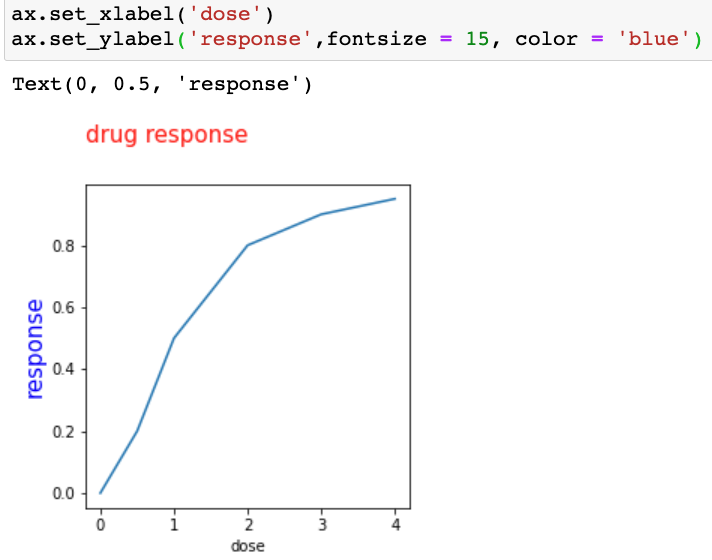 ax.set_xlabel('dose')
ax.set_ylabel('response',fontsize = 15, color = 'blue')
Text(0, 0.5, 'response')
drug response
0.8
0.6
response
0.4
0.2
0.0
0 1 2 3 4
dose